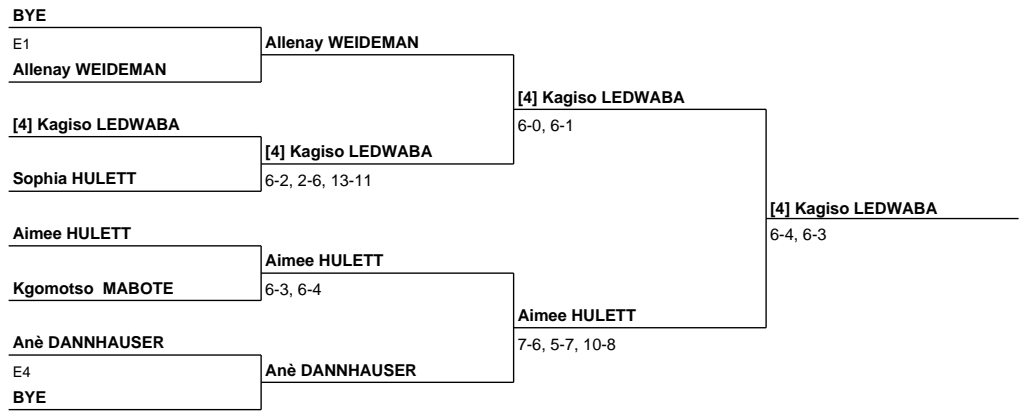 BYE
E1
Allenay WEIDEMAN
[4] Kagiso LEDWABA
Sophia HULETT
Aimee HULETT
Kgomotso MABOTE
Anè DANNHAUSER
E4
BYE
Allenay WEIDEMAN
[4] Kagiso LEDWABA
6-2, 2-6, 13-11
Aimee HULETT
6-3, 6-4
Anè DANNHAUSER
[4] Kagiso LEDWABA
6-0, 6-1
Aimee HULETT
7-6, 5-7, 10-8
[4] Kagiso LEDWABA
6-4, 6-3